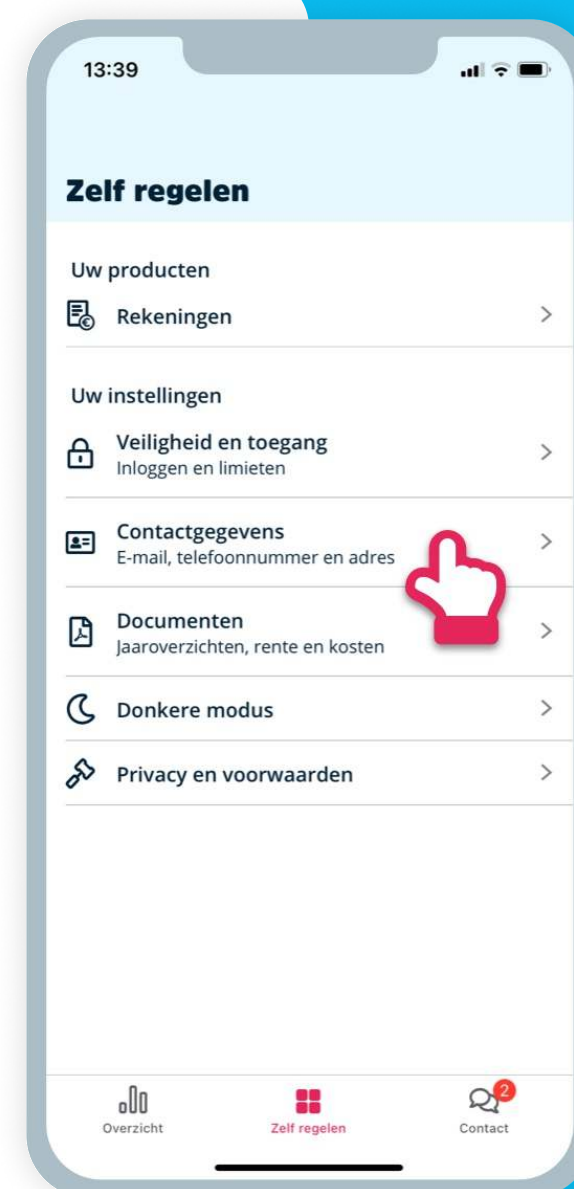 13:39
Zelf regelen
Uw producten
Rekeningen
Uw instellingen
Veiligheid en toegang
Inloggen en limieten
Contactgegevens
E-mail, telefoonnummer en adres
Documenten
Jaaroverzichten, rente en kosten
Donkere modus
Privacy en voorwaarden
2
Overzicht
Zelf regelen
Contact